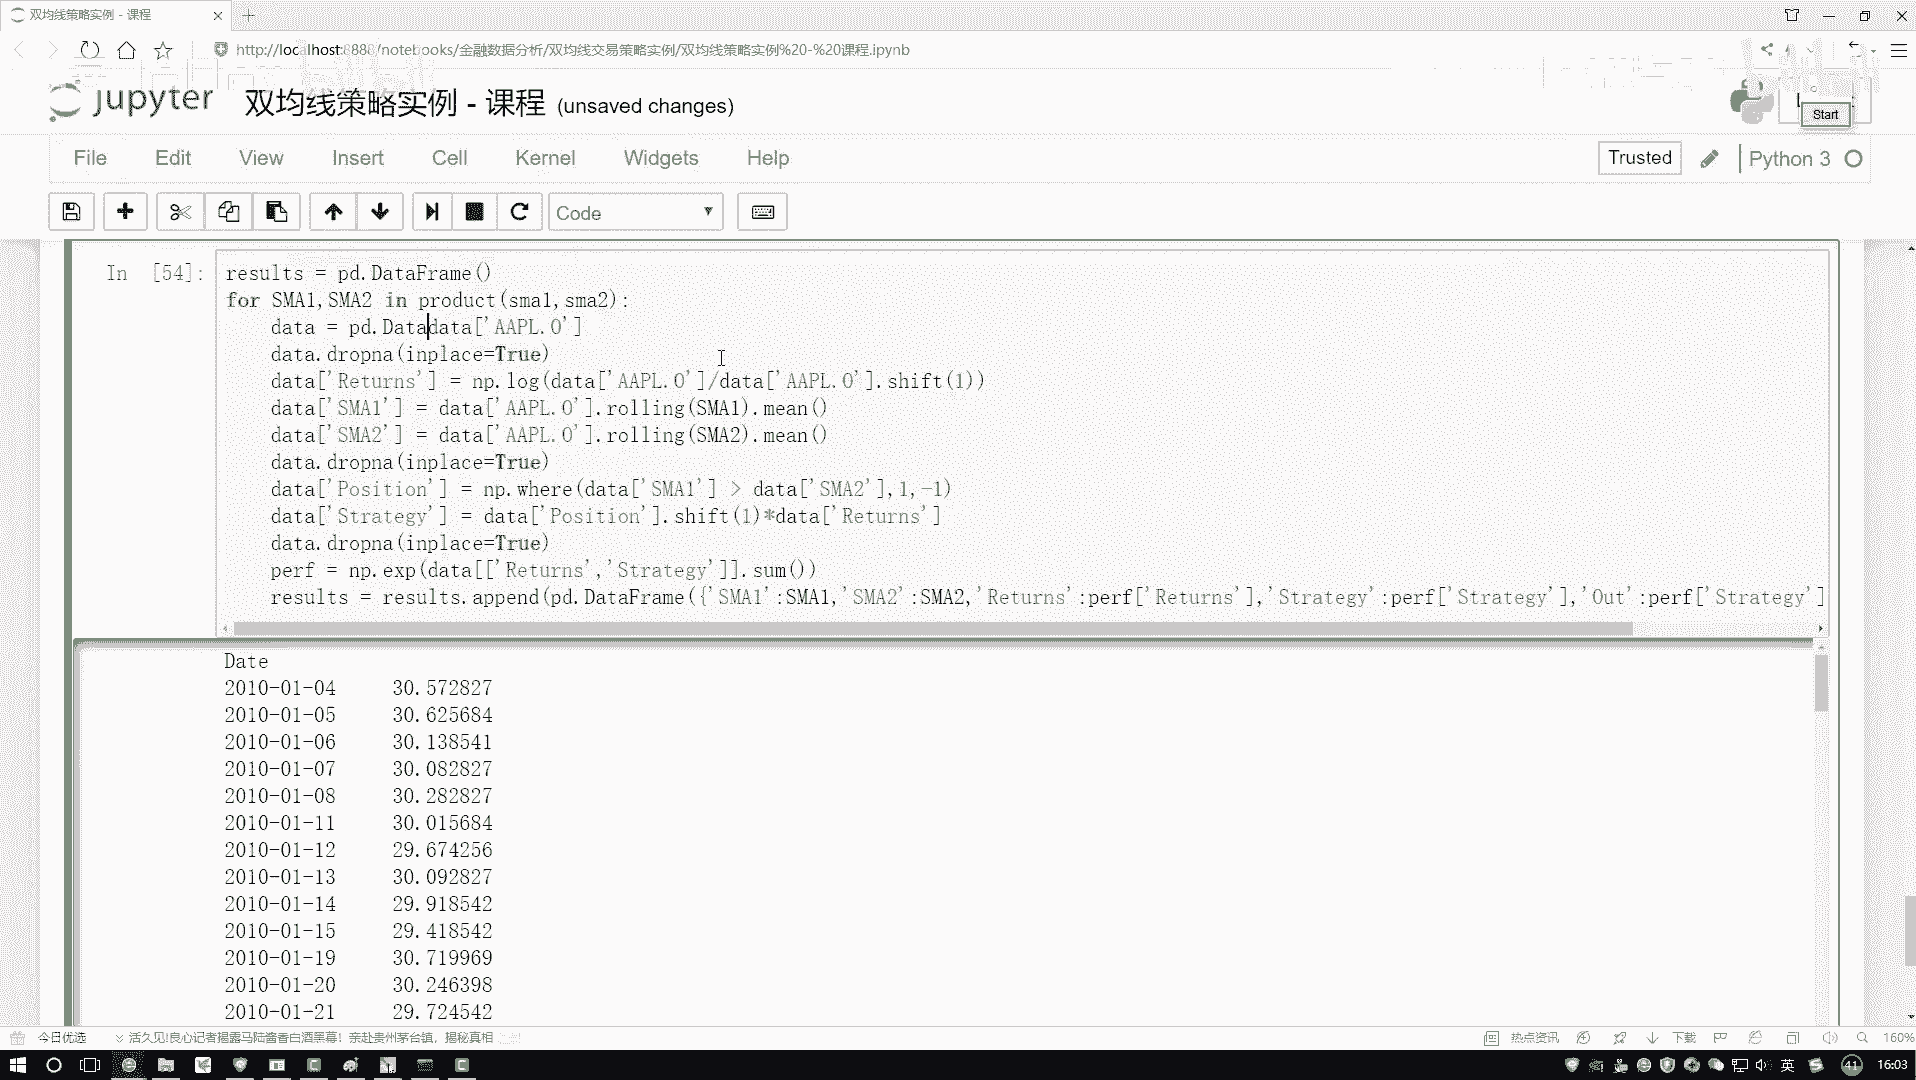 双均线策略实例 - 课程
http://localhost:8888/notebooks/金融数据分析/双均线交易策略实例/双均线策略实例%20-%20课程.ipynb
jupyter 双均线策略实例 - 课程 (unsaved changes)
Start
File Edit View Insert Cell Kernel Widgets Help
Trusted Python 3
Code
In [54]: results = pd.DataFrame()
for SMA1,SMA2 in product(sma1,sma2):
data = pd.Datadata['AAPL.O']
data.dropna(inplace=True)
data['Returns'] = np.log(data['AAPL.O']/data['AAPL.O'].shift(1))
data['SMA1'] = data['AAPL.O'].rolling(SMA1).mean()
data['SMA2'] = data['AAPL.O'].rolling(SMA2).mean()
data.dropna(inplace=True)
data['Position'] = np.where(data['SMA1'] > data['SMA2'],1,-1)
data['Strategy'] = data['Position'].shift(1)*data['Returns']
data.dropna(inplace=True)
perf = np.exp(data[['Returns','Strategy']].sum())
results = results.append(pd.DataFrame({'SMA1':SMA1,'SMA2':SMA2,'Returns':perf['Returns'],'Strategy':perf['Strategy'],'Out':perf['Strategy']
Date
2010-01-04 30.572827
2010-01-05 30.625684
2010-01-06 30.138541
2010-01-07 30.082827
2010-01-08 30.282827
2010-01-11 30.015684
2010-01-12 29.674256
2010-01-13 30.092827
2010-01-14 29.918542
2010-01-15 29.418542
2010-01-19 30.719969
2010-01-20 30.246398
2010-01-21 29.724542
今日优选 活久见!良心记者揭露马陆酱香白酒黑幕! 亲赴贵州茅台镇, 揭秘真相 热点资讯 下载 160%
英 41 16:03